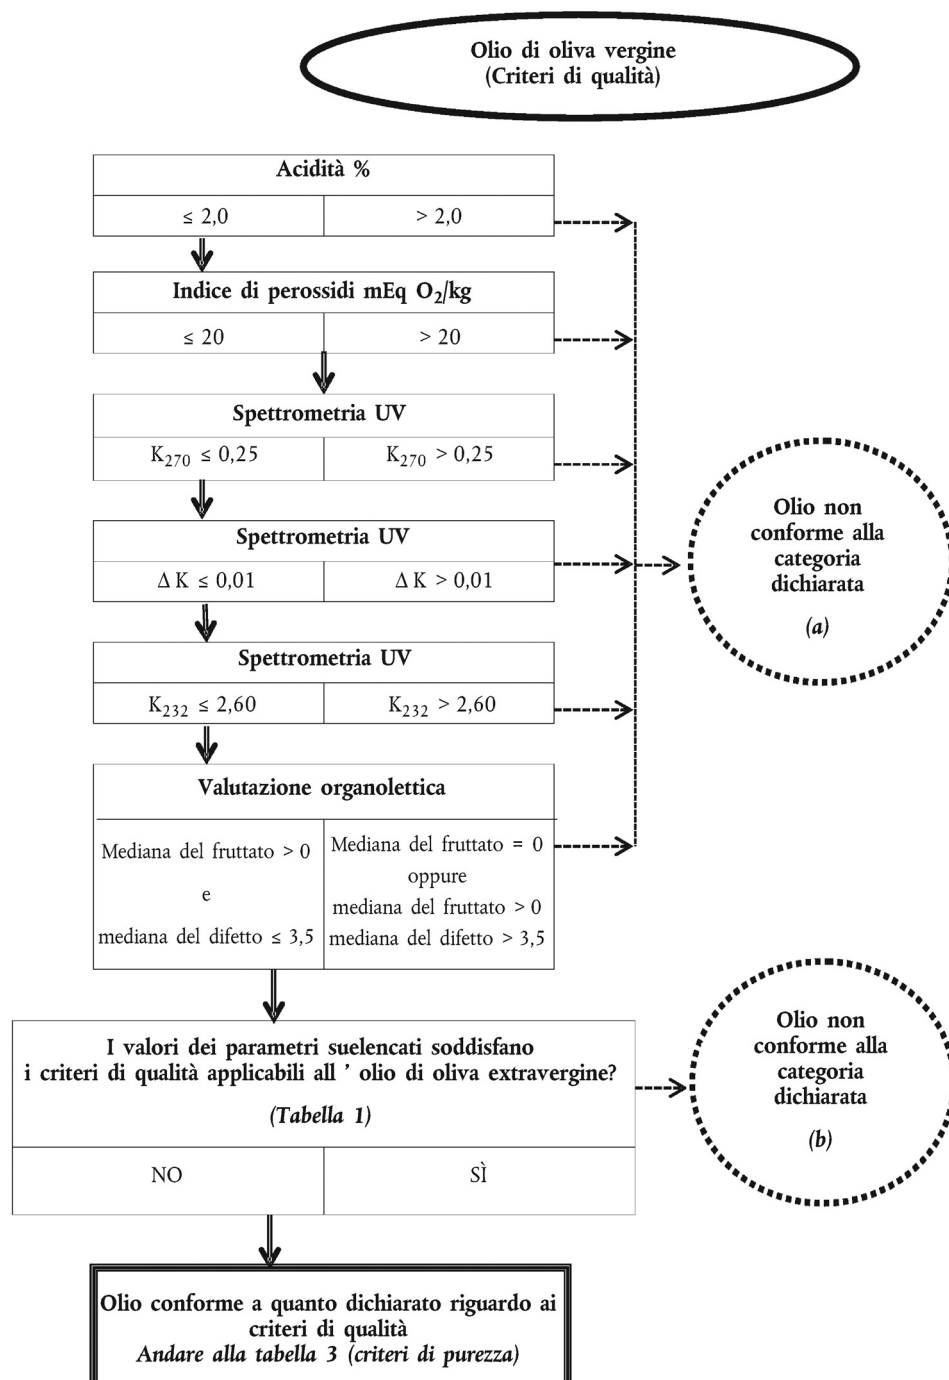 Olio di oliva vergine
(Criteri di qualità)
Acidità %
≤ 2,0 > 2,0
Indice di perossidi mEq O₂/kg
≤ 20 > 20
Spettrometria UV
K₂₇₀ ≤ 0,25 K₂₇₀ > 0,25
Spettrometria UV
Δ K ≤ 0,01 Δ K > 0,01
Spettrometria UV
K₂₃₂ ≤ 2,60 K₂₃₂ > 2,60
Olio non
conforme alla
categoria
dichiarata
(a)
Valutazione organolettica
Mediana del fruttato > 0
e
mediana del difetto ≤ 3,5
Mediana del fruttato = 0
oppure
mediana del fruttato > 0
mediana del difetto > 3,5
I valori dei parametri suelencati soddisfano
i criteri di qualità applicabili all ' olio di oliva extravergine?
(Tabella 1)
NO SÌ
Olio non
conforme alla
categoria
dichiarata
(b)
Olio conforme a quanto dichiarato riguardo ai
criteri di qualità
Andare alla tabella 3 (criteri di purezza)